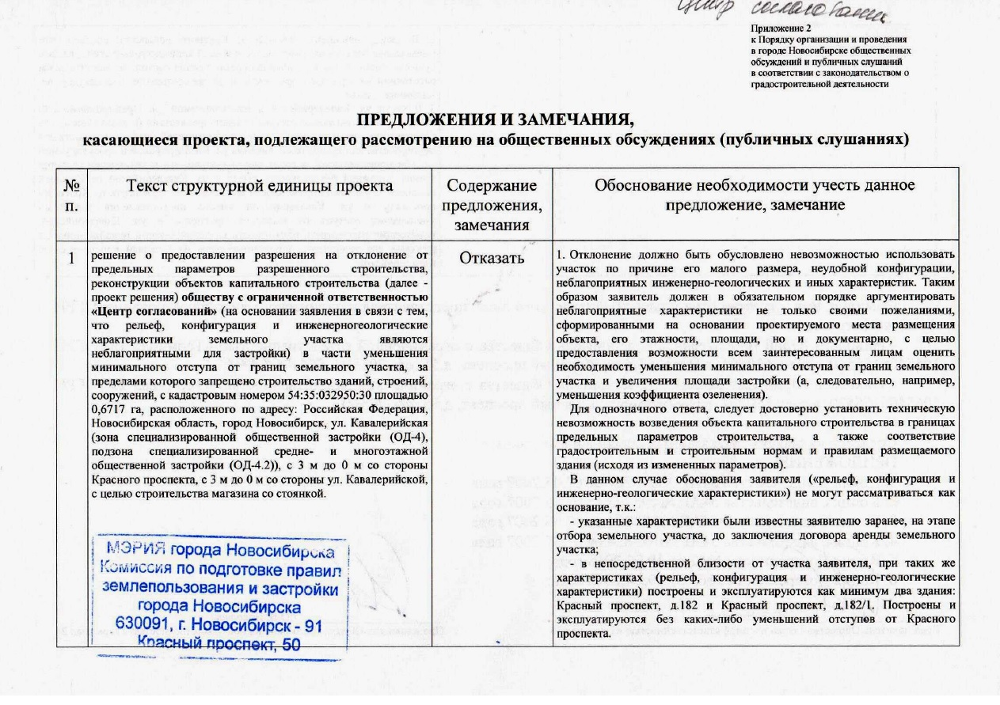 Центр согласований
Приложение 2
к Порядку организации и проведения
в городе Новосибирске общественных
обсуждений и публичных слушаний
в соответствии с законодательством о
градостроительной деятельности
ПРЕДЛОЖЕНИЯ И ЗАМЕЧАНИЯ,
касающиеся проекта, подлежащего рассмотрению на общественных обсуждениях (публичных слушаниях)
№
п.
Текст структурной единицы проекта
Содержание
предложения,
замечания
Обоснование необходимости учесть данное
предложение, замечание
1
решение о предоставлении разрешения на отклонение от
предельных параметров разрешенного строительства,
реконструкции объектов капитального строительства (далее -
проект решения) обществу с ограниченной ответственностью
«Центр согласований» (на основании заявления в связи с тем,
что рельеф, конфигурация и инженерногеологические
характеристики земельного участка являются
неблагоприятными для застройки) в части уменьшения
минимального отступа от границ земельного участка, за
пределами которого запрещено строительство зданий, строений,
сооружений, с кадастровым номером 54:35:032950:30 площадью
0,6717 га, расположенного по адресу: Российская Федерация,
Новосибирская область, город Новосибирск, ул. Кавалерийская
(зона специализированной общественной застройки (ОД-4),
подзона специализированной средне- и многоэтажной
общественной застройки (ОД-4.2)), с 3 м до 0 м со стороны
Красного проспекта, с 3 м до 0 м со стороны ул. Кавалерийской,
с целью строительства магазина со стоянкой.
Отказать
1. Отклонение должно быть обусловлено невозможностью использовать
участок по причине его малого размера, неудобной конфигурации,
неблагоприятных инженерно-геологических и иных характеристик. Таким
образом заявитель должен в обязательном порядке аргументировать
неблагоприятные характеристики не только своими пожеланиями,
сформированными на основании проектируемого места размещения
объекта, его этажности, площади, но и документарно, с целью
предоставления возможности всем заинтересованным лицам оценить
необходимость уменьшения минимального отступа от границ земельного
участка и увеличения площади застройки (а, следовательно, например,
уменьшения коэффициента озеленения).
Для однозначного ответа, следует достоверно установить техническую
невозможность возведения объекта капитального строительства в границах
предельных параметров строительства, а также соответствие
градостроительным и строительным нормам и правилам размещаемого
здания (исходя из измененных параметров).
В данном случае обоснования заявителя («рельеф, конфигурация и
инженерно-геологические характеристики») не могут рассматриваться как
основание, т.к.:
- указанные характеристики были известны заявителю заранее, на этапе
отбора земельного участка, до заключения договора аренды земельного
участка;
- в непосредственной близости от участка заявителя, при таких же
характеристиках (рельеф, конфигурация и инженерно-геологические
характеристики) построены и эксплуатируются как минимум два здания:
Красный проспект, д.182 и Красный проспект, д.182/1. Построены и
эксплуатируются без каких-либо уменьшений отступов от Красного
проспекта.
МЭРИЯ города Новосибирска
Комиссия по подготовке правил
землепользования и застройки
города Новосибирска
630091, г. Новосибирск - 91
Красный проспект, 50